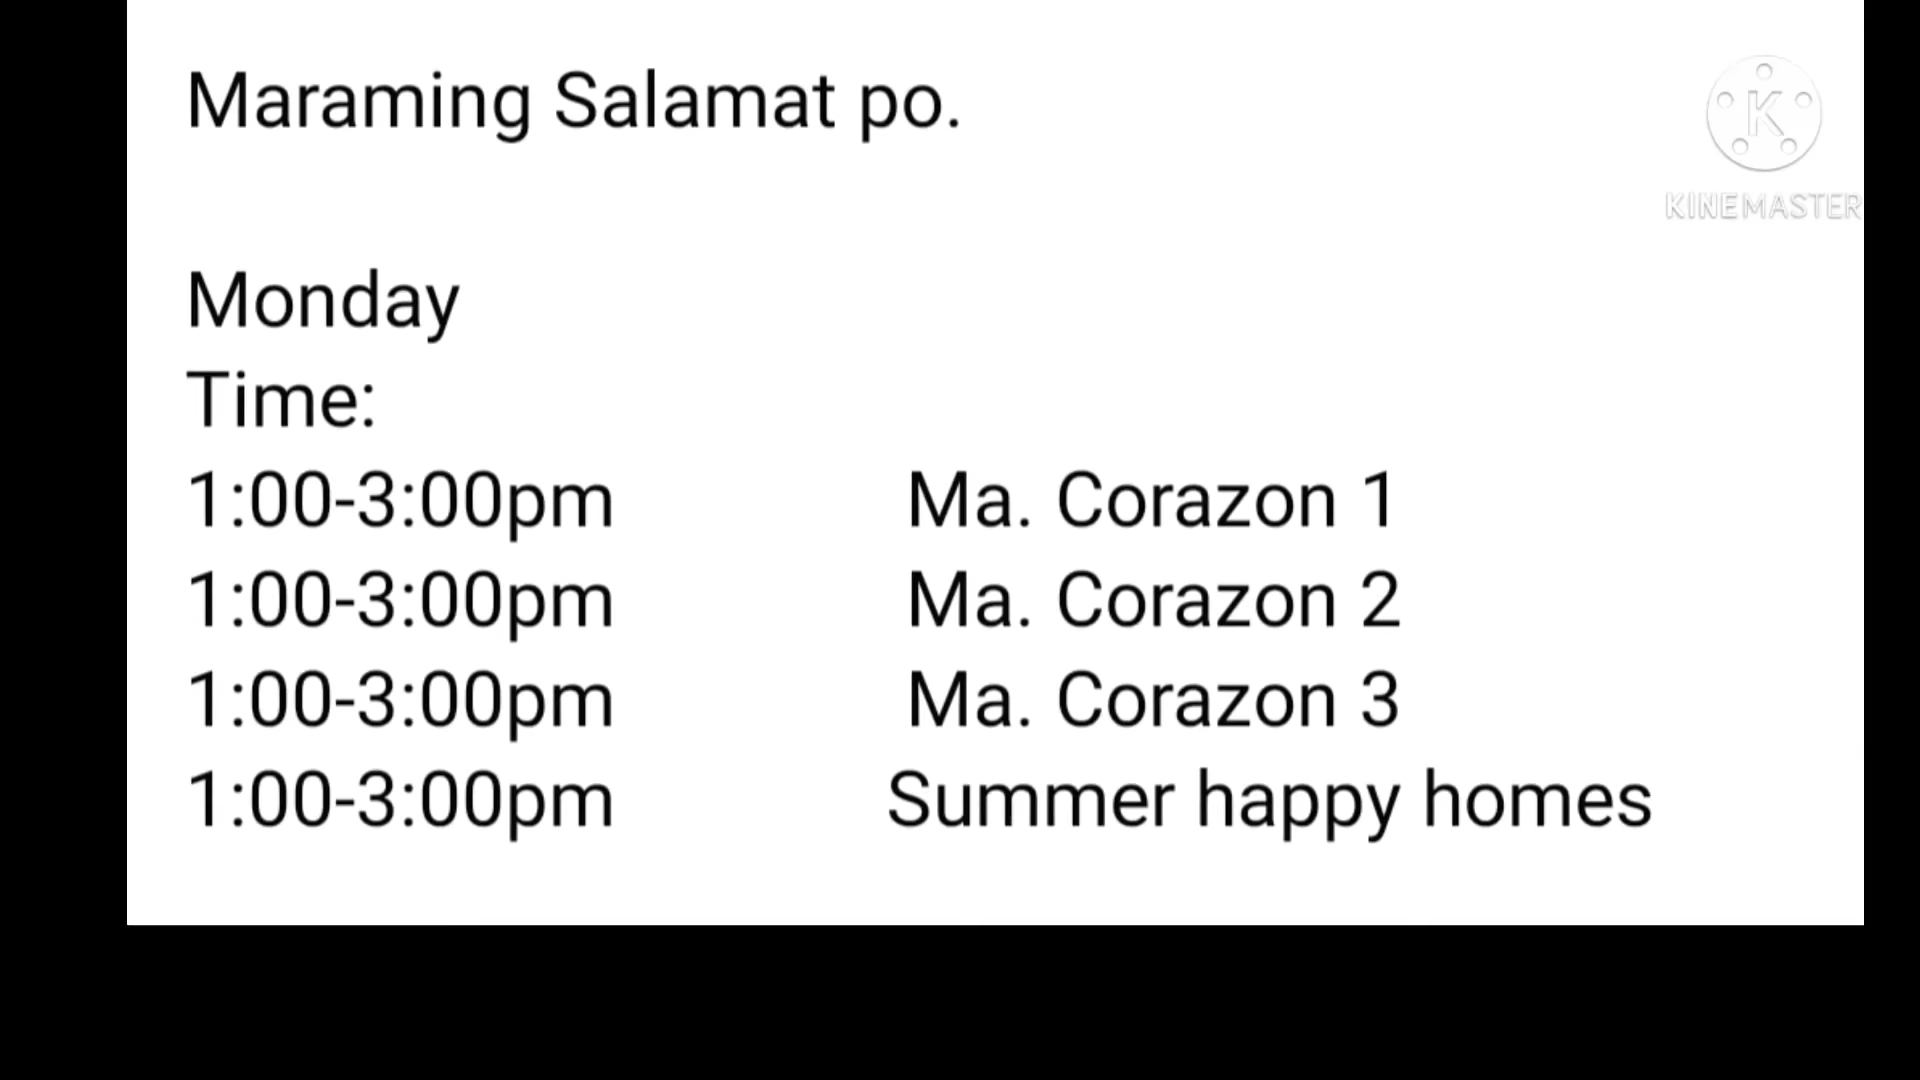 Maraming Salamat po.
K
KINEMASTER
Monday
Time:
1:00-3:00pm Ma. Corazon 1
1:00-3:00pm Ma. Corazon 2
1:00-3:00pm Ma. Corazon 3
1:00-3:00pm Summer happy homes